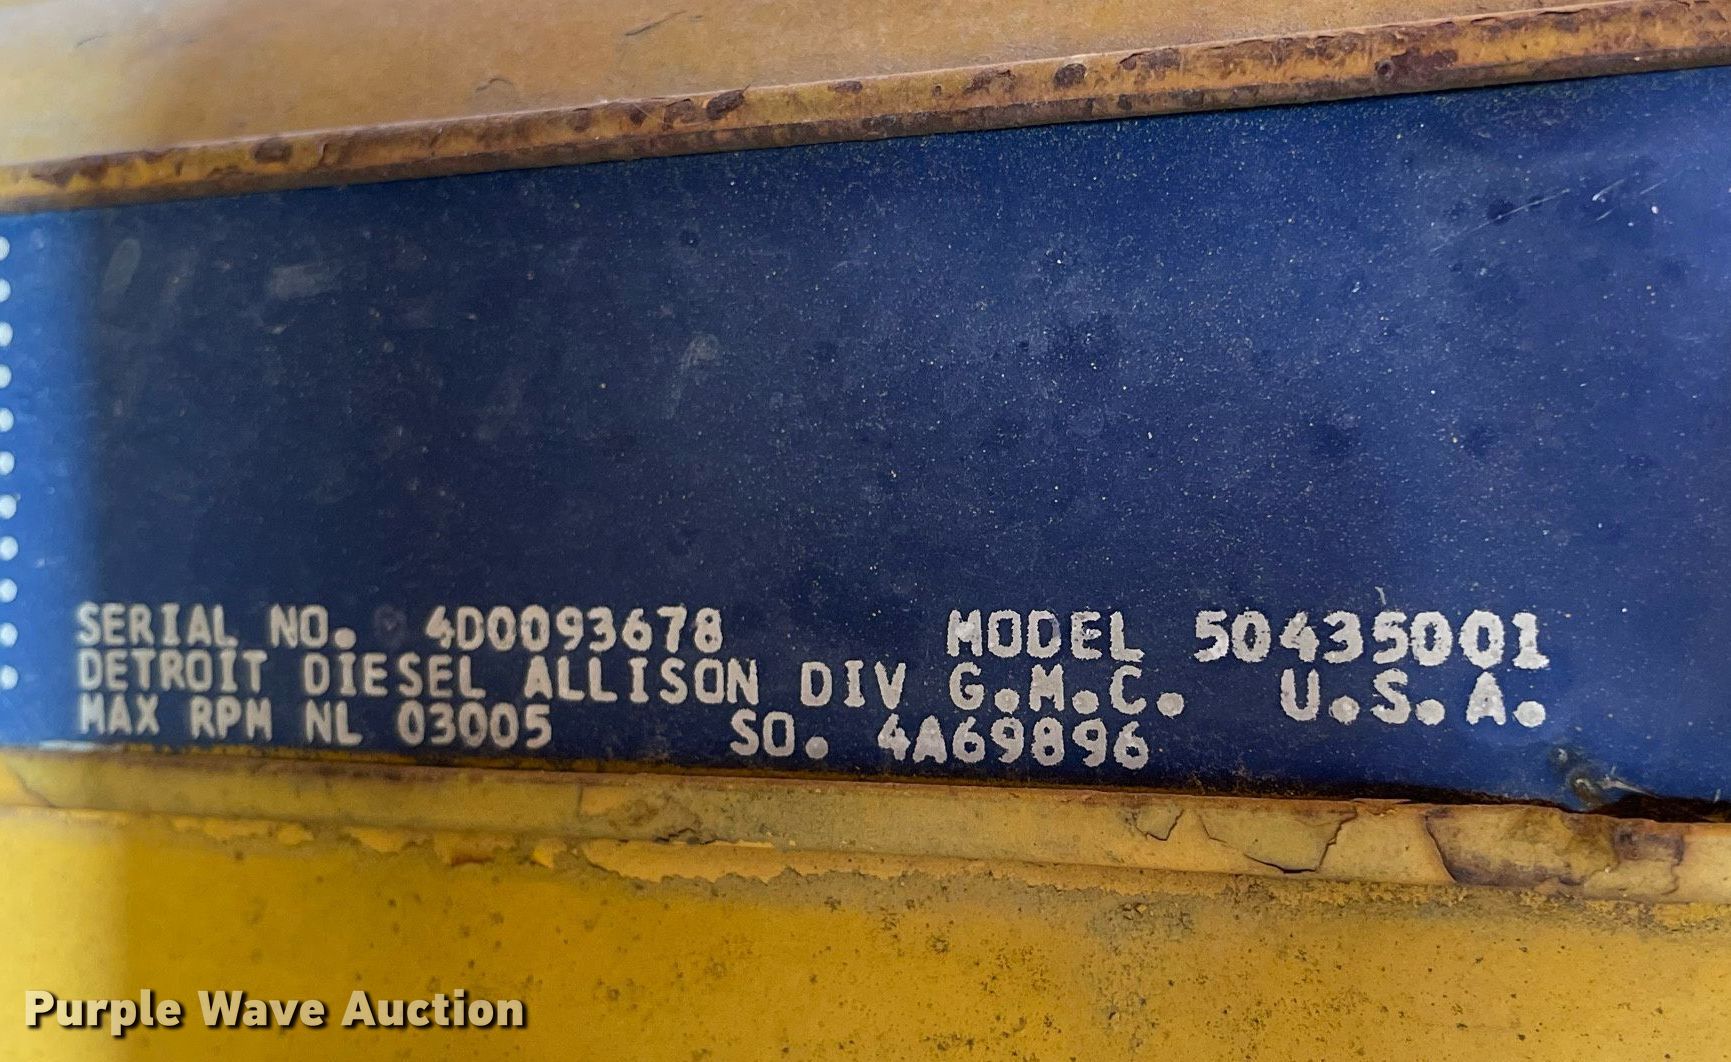 SERIAL NO. 4D0093678 MODEL 50435001
DETROIT DIESEL ALLISON DIV G.M.C. U.S.A.
MAX RPM NL 03005 SO. 4A69896
Purple Wave Auction